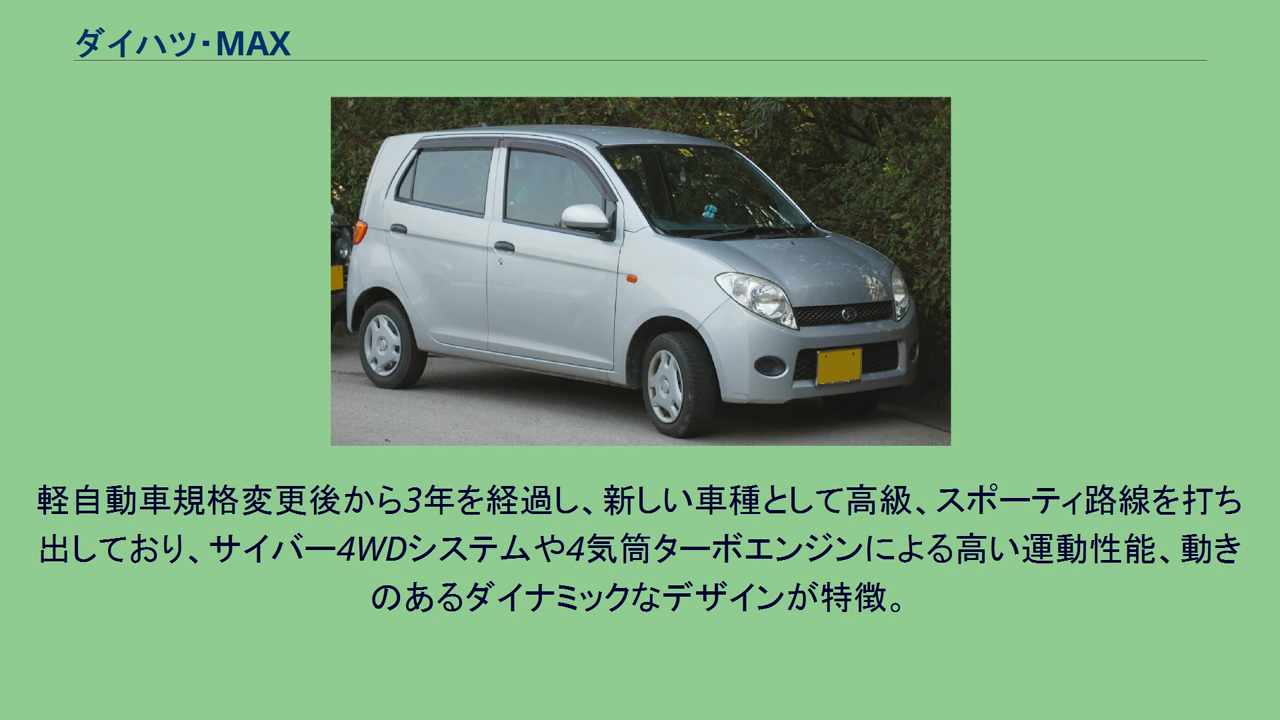 ダイハツ・MAX
軽自動車規格変更後から3年を経過し、新しい車種として高級、スポーティ路線を打ち
出しており、サイバー4WDシステムや4気筒ターボエンジンによる高い運動性能、動き
のあるダイナミックなデザインが特徴。